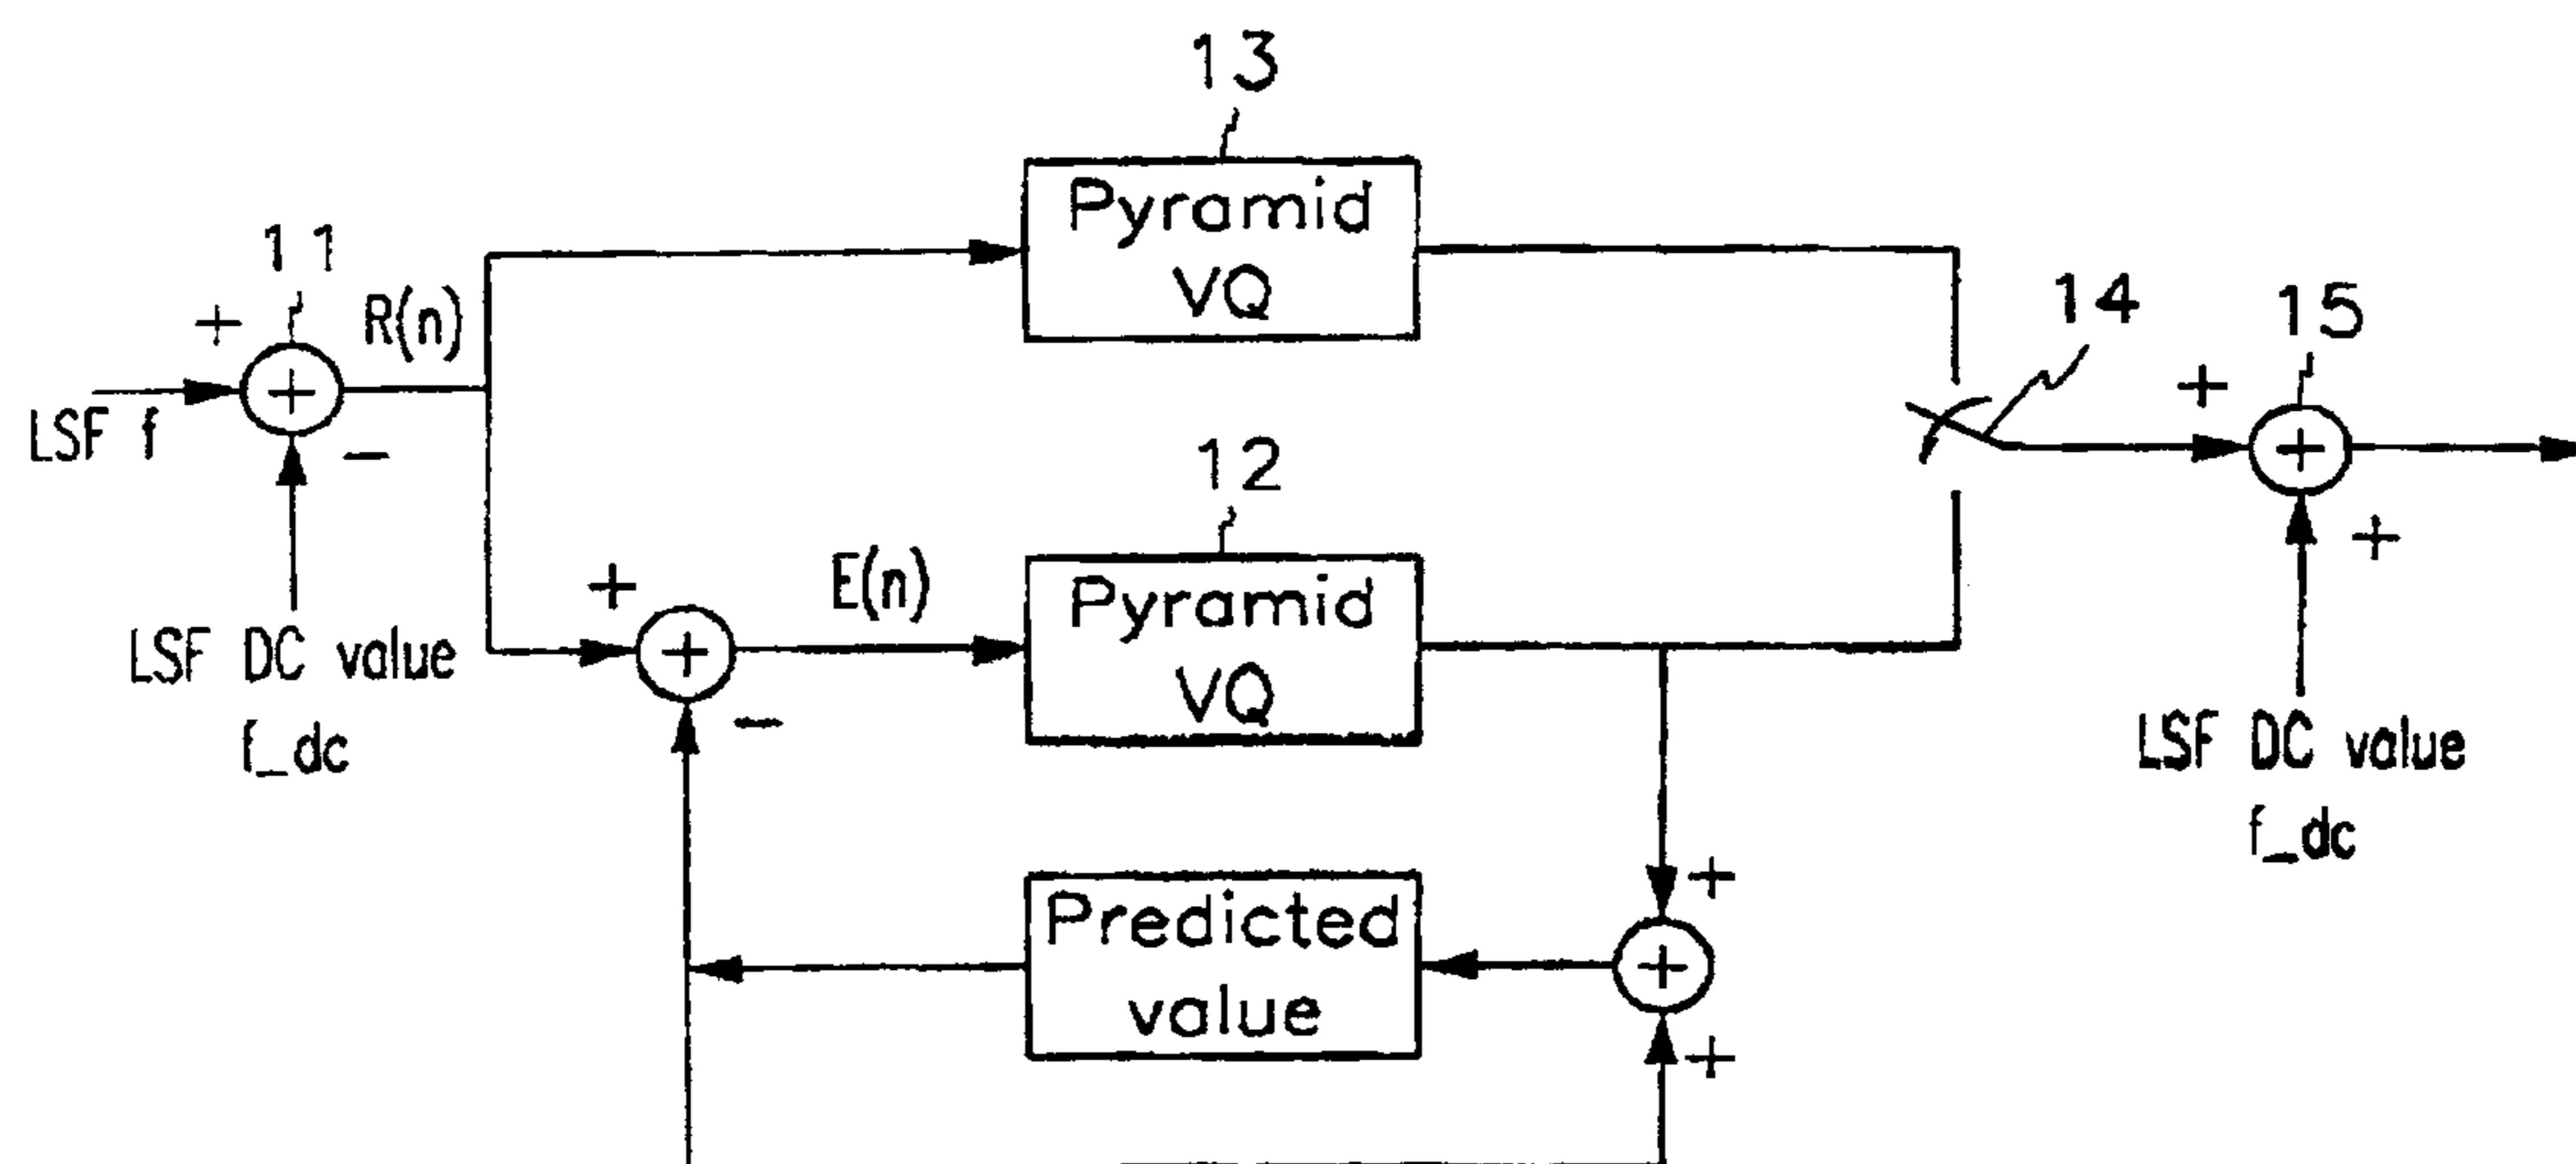 13
Pyramid
VQ
11
+
R(n)
LSF f
−
LSF DC value
f_dc
14
15
+
+
LSF DC value
f_dc
12
+
E(n)
−
Pyramid
VQ
+
Predicted
value
+